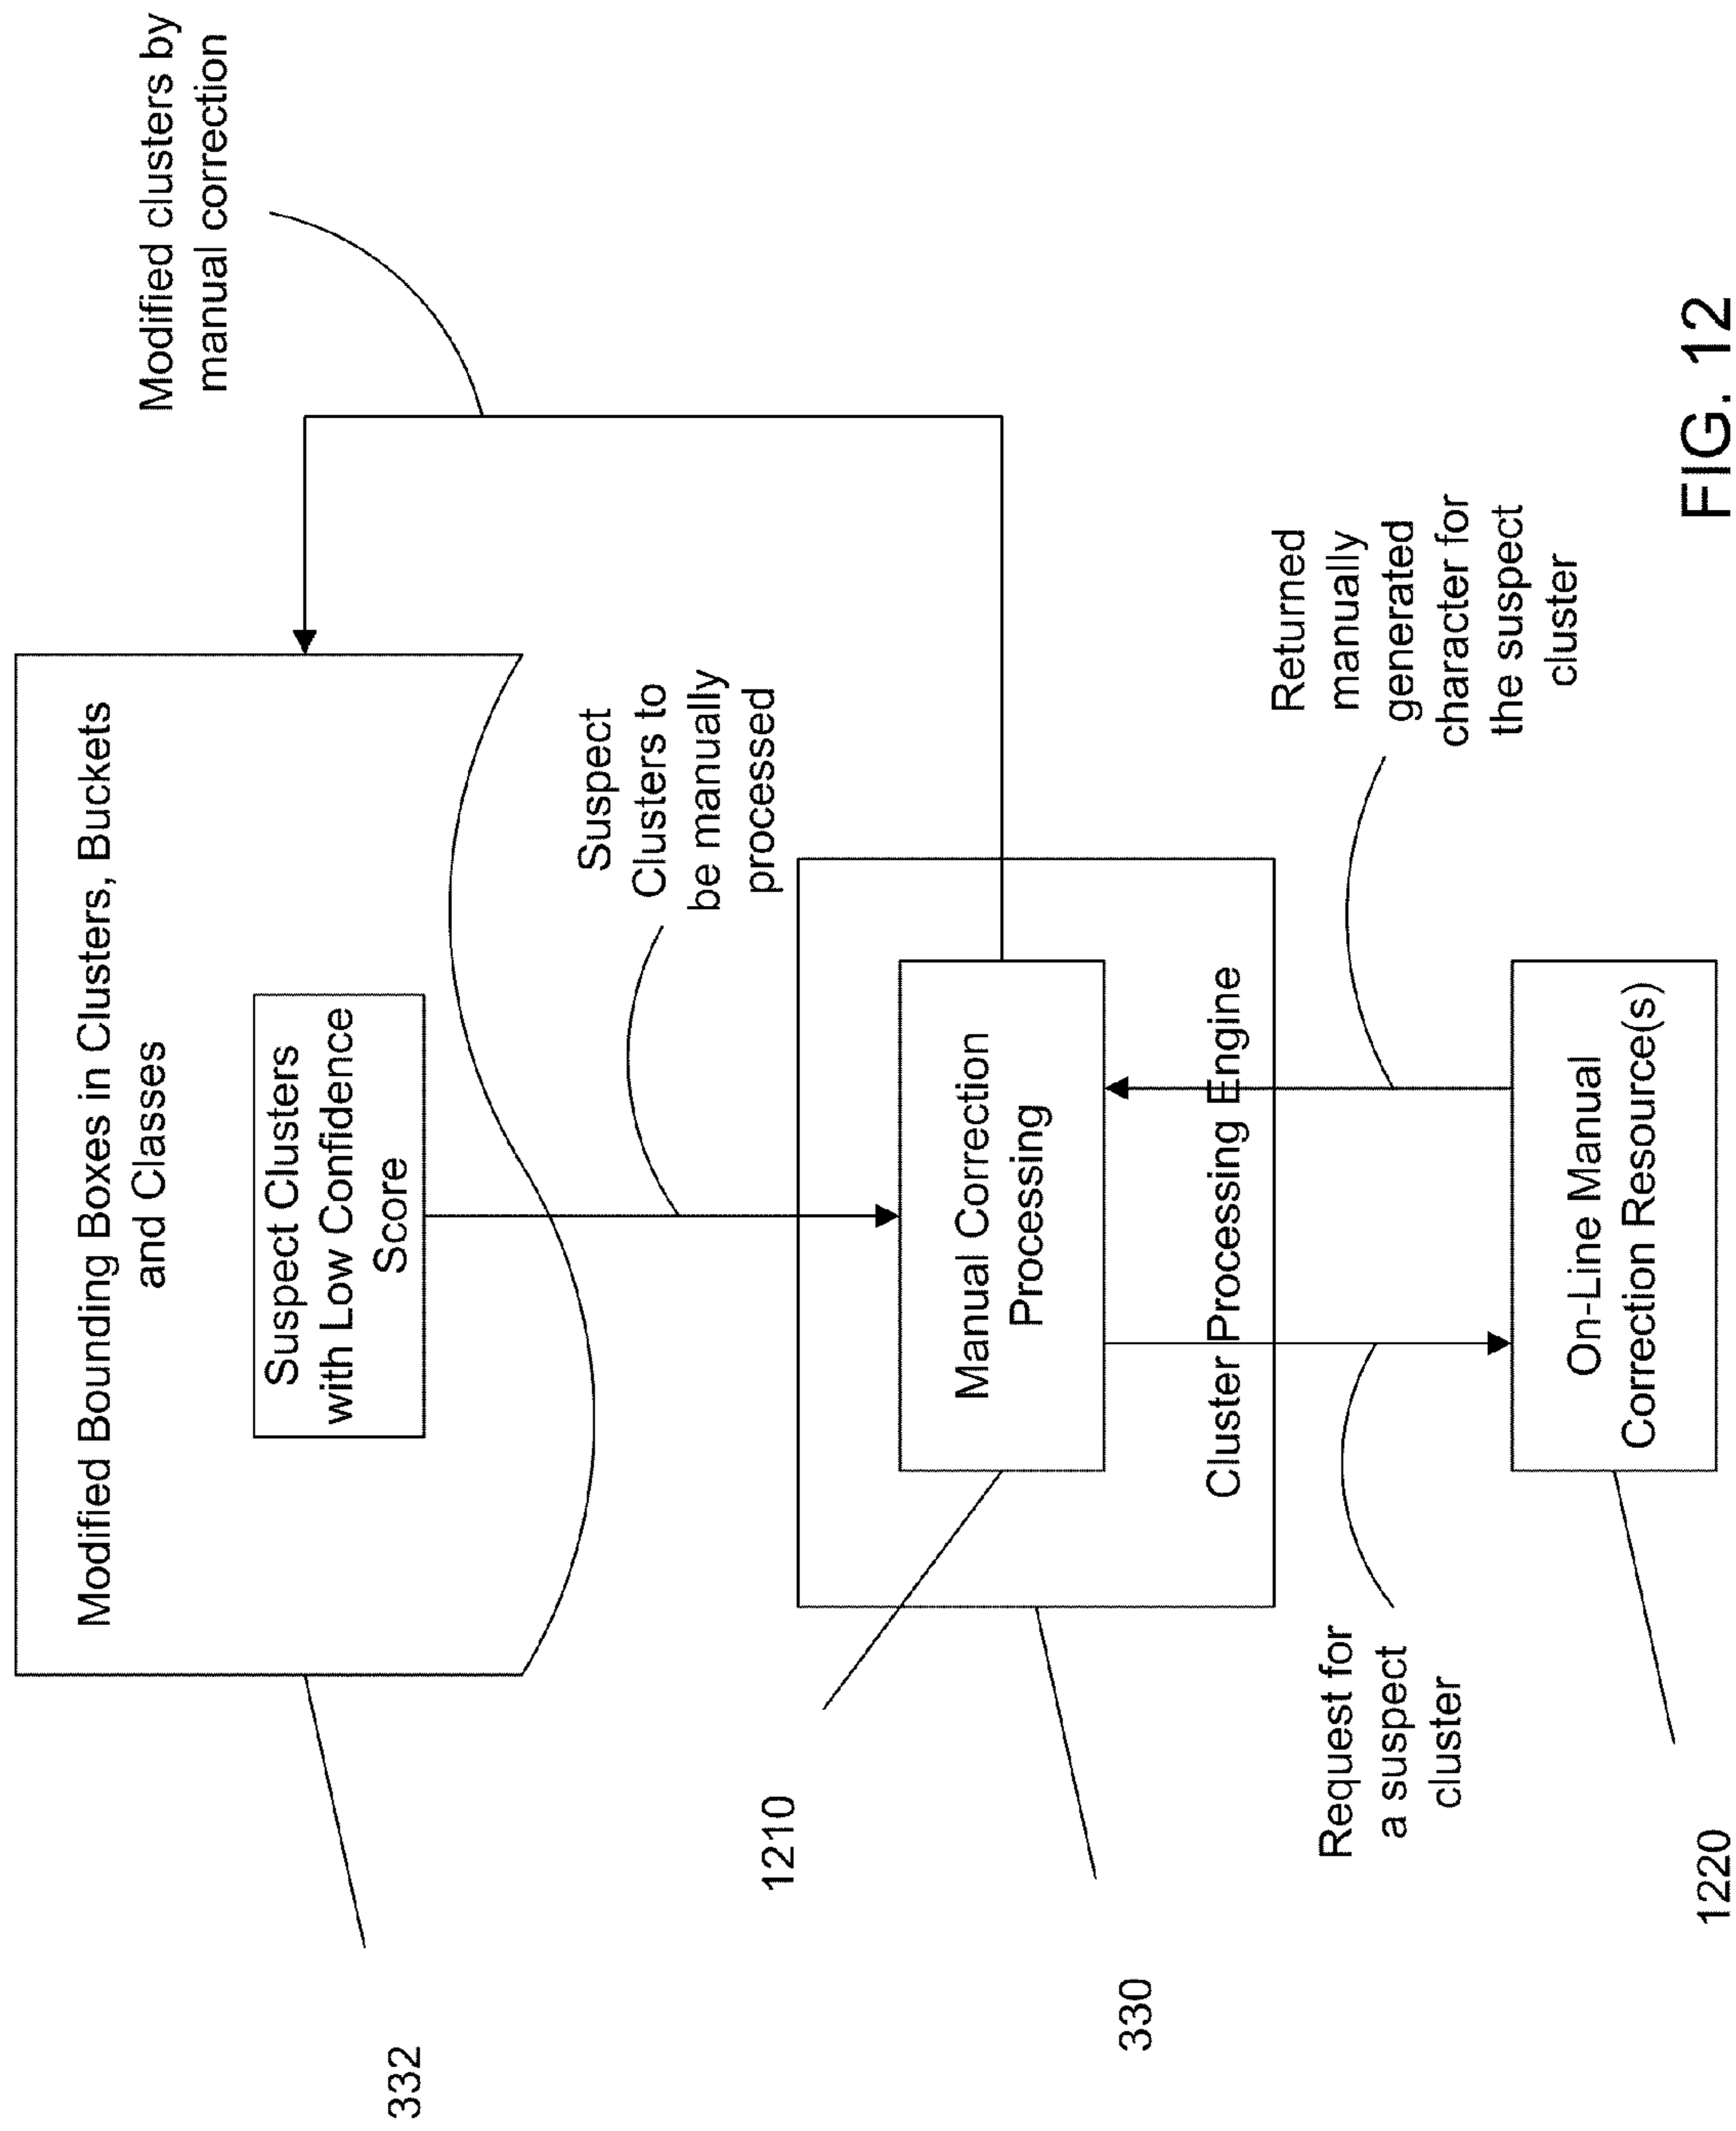 Modified Bounding Boxes in Clusters, Buckets
and Classes
Modified clusters by
manual correction
Suspect Clusters
with Low Confidence
Score
332
Suspect
Clusters to
be manually
processed
1210
Manual Correction
Processing
Cluster Processing Engine
330
Request for
a suspect
cluster
Returned
manually
generated
character for
the suspect
cluster
On-Line Manual
Correction Resource(s)
1220
FIG. 12